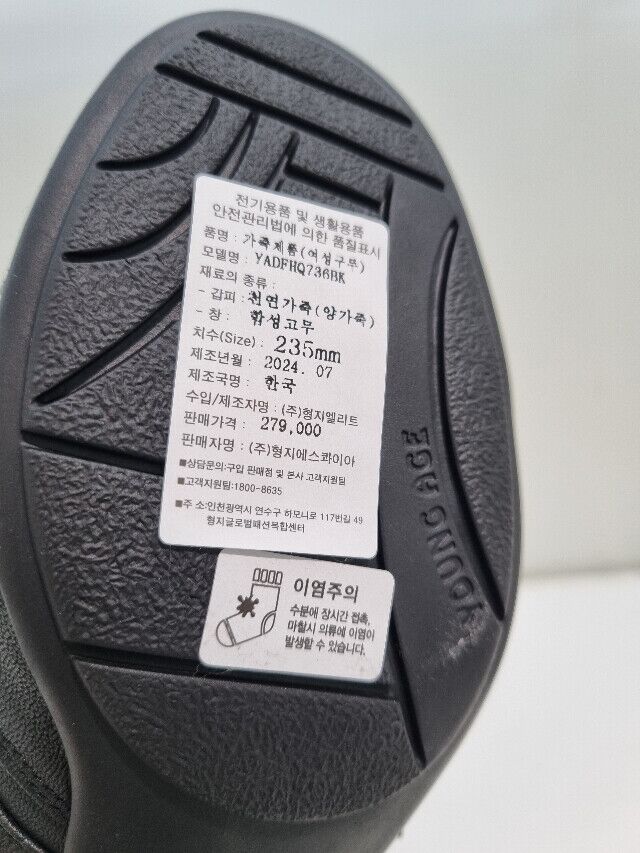 전기용품 및 생활용품
안전관리법에 의한 품질표시
품명 : 가죽제품(여성구두)
모델명 : YADFHQ736BK
재료의 종류 :
- 갑피 : 천연가죽(양가죽)
- 창 : 합성고무
치수(Size) : 235mm
제조년월 : 2024. 07
제조국명 : 한국
수입/제조자명 : (주)형지엘리트
판매가격 : 279,000
판매자명 : (주)형지에스콰이아
■상담문의:구입 판매점 및 본사 고객지원팀
■고객지원팀:1800-8635
■주 소:인천광역시 연수구 하모니로 177번길 49
형지글로벌패션복합센터
이염주의
수분에 장시간 접촉,
마찰시 의류에 이염이
발생할 수 있습니다.
YOUNG AGE